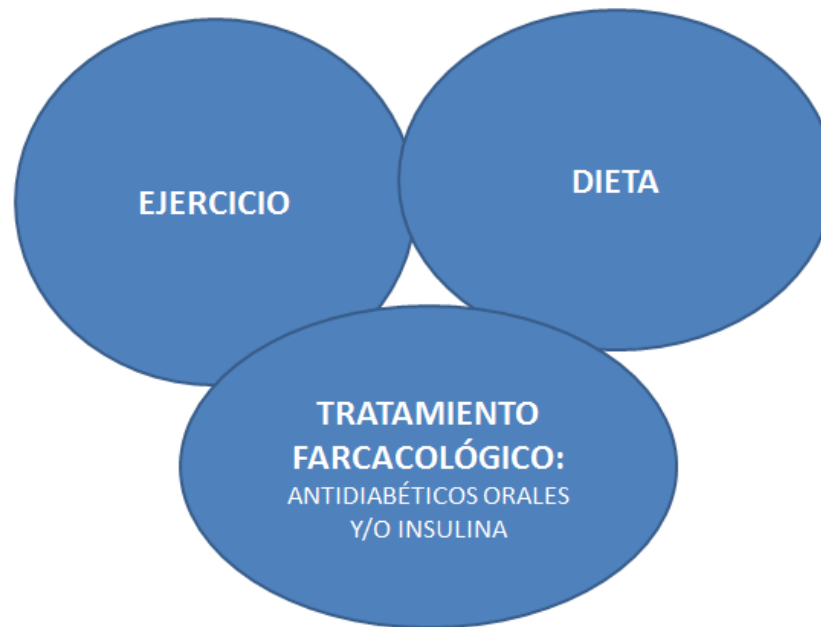 EJERCICIO
DIETA
TRATAMIENTO
FARCACOLÓGICO:
ANTIDIABÉTICOS ORALES
Y/O INSULINA